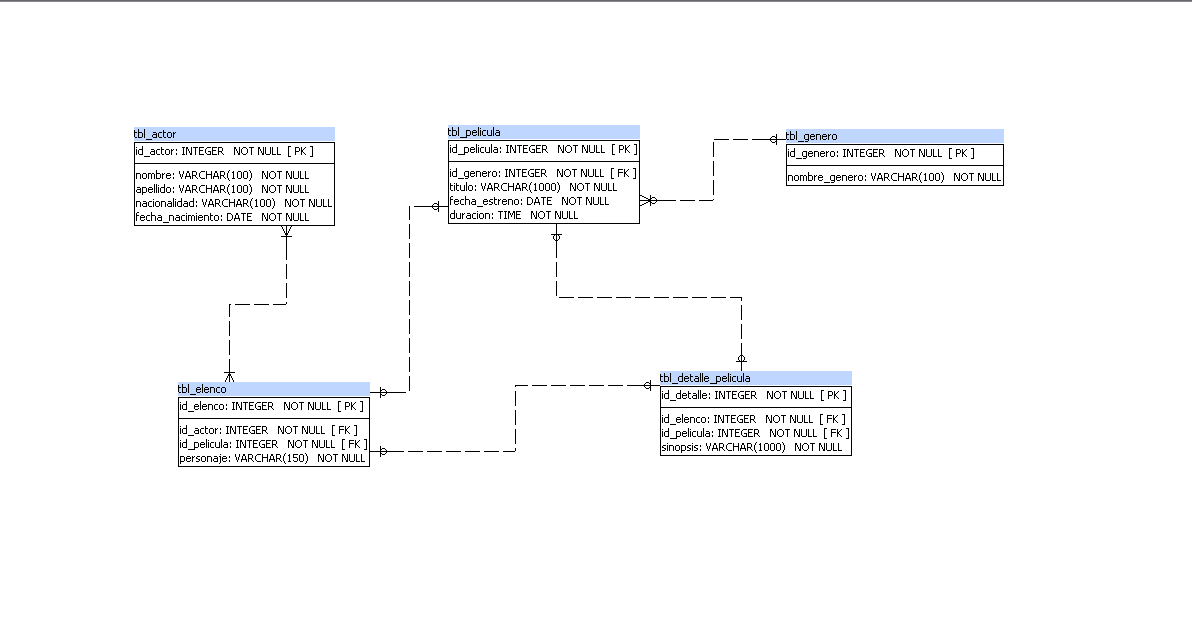 tbl_actor
id_actor: INTEGER NOT NULL [ PK ]
nombre: VARCHAR(100) NOT NULL
apellido: VARCHAR(100) NOT NULL
nacionalidad: VARCHAR(100) NOT NULL
fecha_nacimiento: DATE NOT NULL
tbl_pelicula
id_pelicula: INTEGER NOT NULL [ PK ]
id_genero: INTEGER NOT NULL [ FK ]
titulo: VARCHAR(1000) NOT NULL
fecha_estreno: DATE NOT NULL
duracion: TIME NOT NULL
tbl_genero
id_genero: INTEGER NOT NULL [ PK ]
nombre_genero: VARCHAR(100) NOT NULL
tbl_elenco
id_elenco: INTEGER NOT NULL [ PK ]
id_actor: INTEGER NOT NULL [ FK ]
id_pelicula: INTEGER NOT NULL [ FK ]
personaje: VARCHAR(150) NOT NULL
tbl_detalle_pelicula
id_detalle: INTEGER NOT NULL [ PK ]
id_elenco: INTEGER NOT NULL [ FK ]
id_pelicula: INTEGER NOT NULL [ FK ]
sinopsis: VARCHAR(1000) NOT NULL